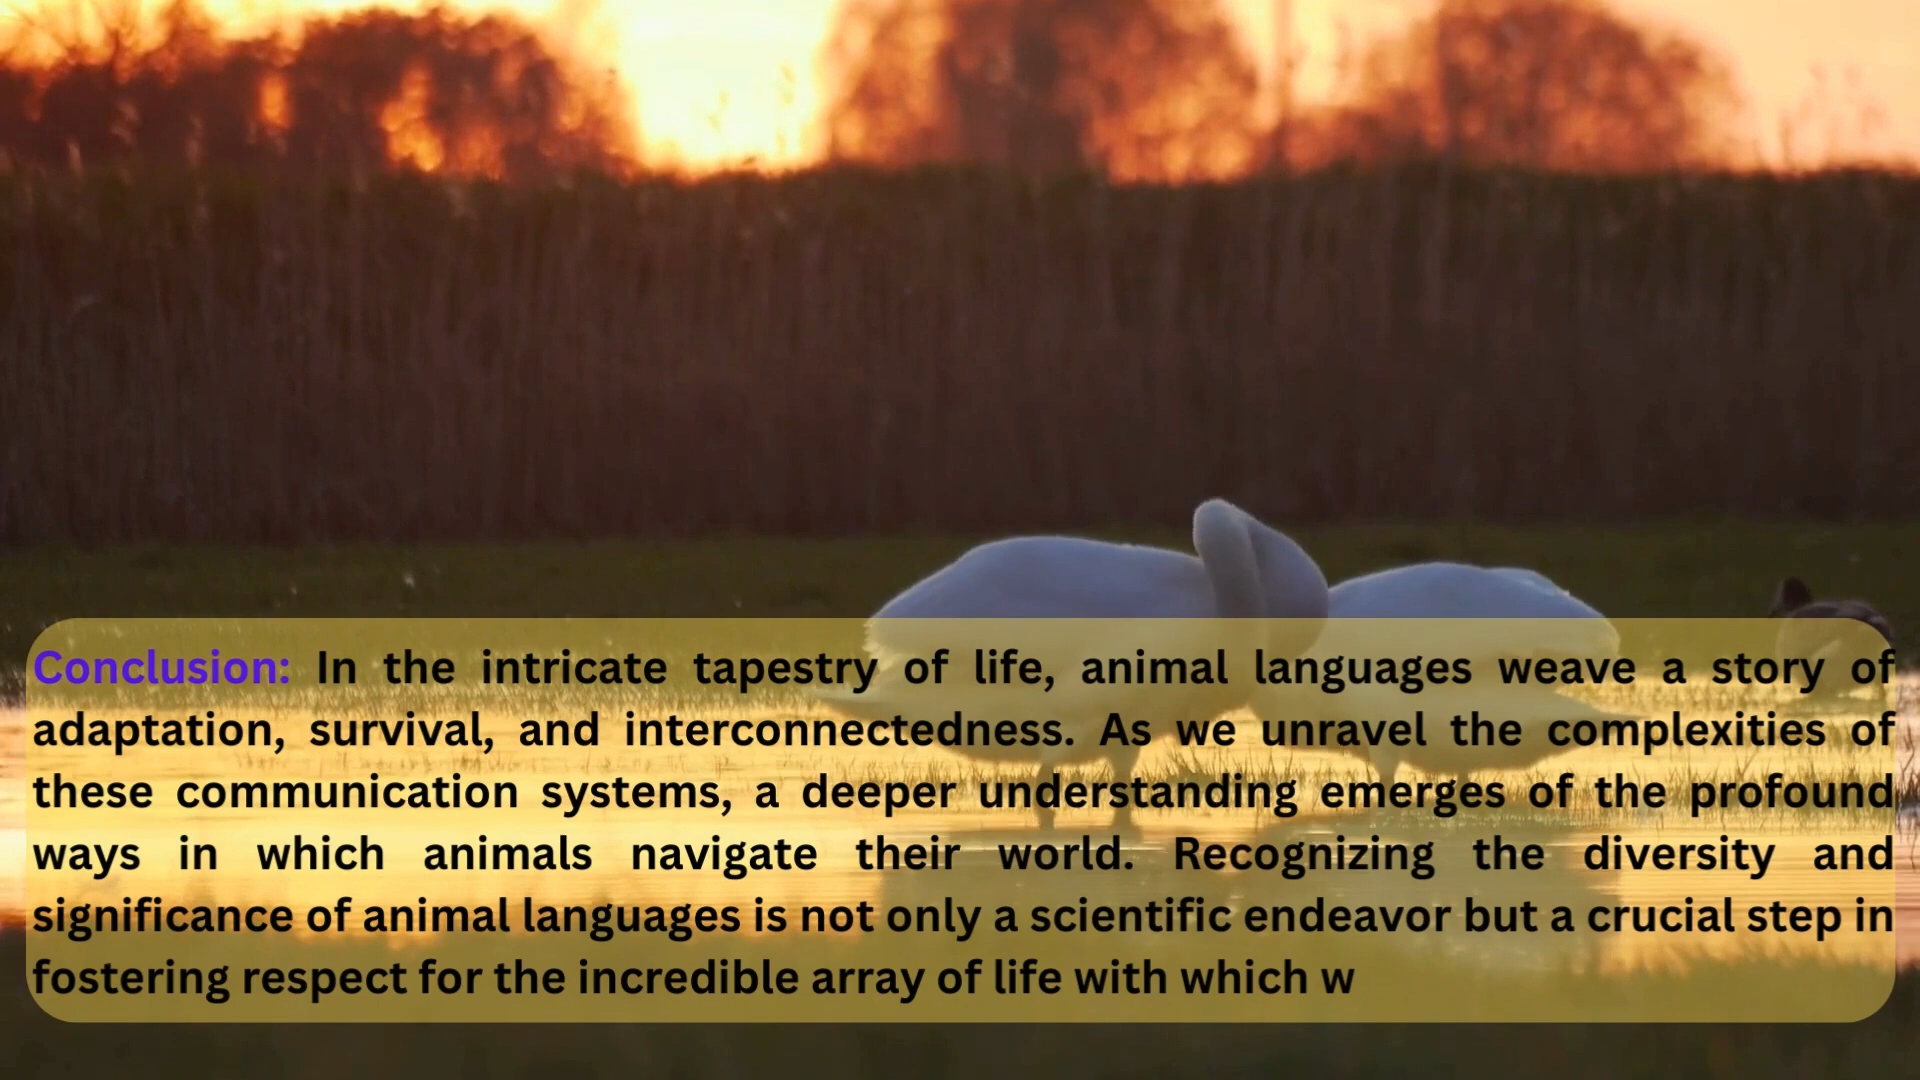 Conclusion: In the intricate tapestry of life, animal languages weave a story of
adaptation, survival, and interconnectedness. As we unravel the complexities of
these communication systems, a deeper understanding emerges of the profound
ways in which animals navigate their world. Recognizing the diversity and
significance of animal languages is not only a scientific endeavor but a crucial step in
fostering respect for the incredible array of life with which w